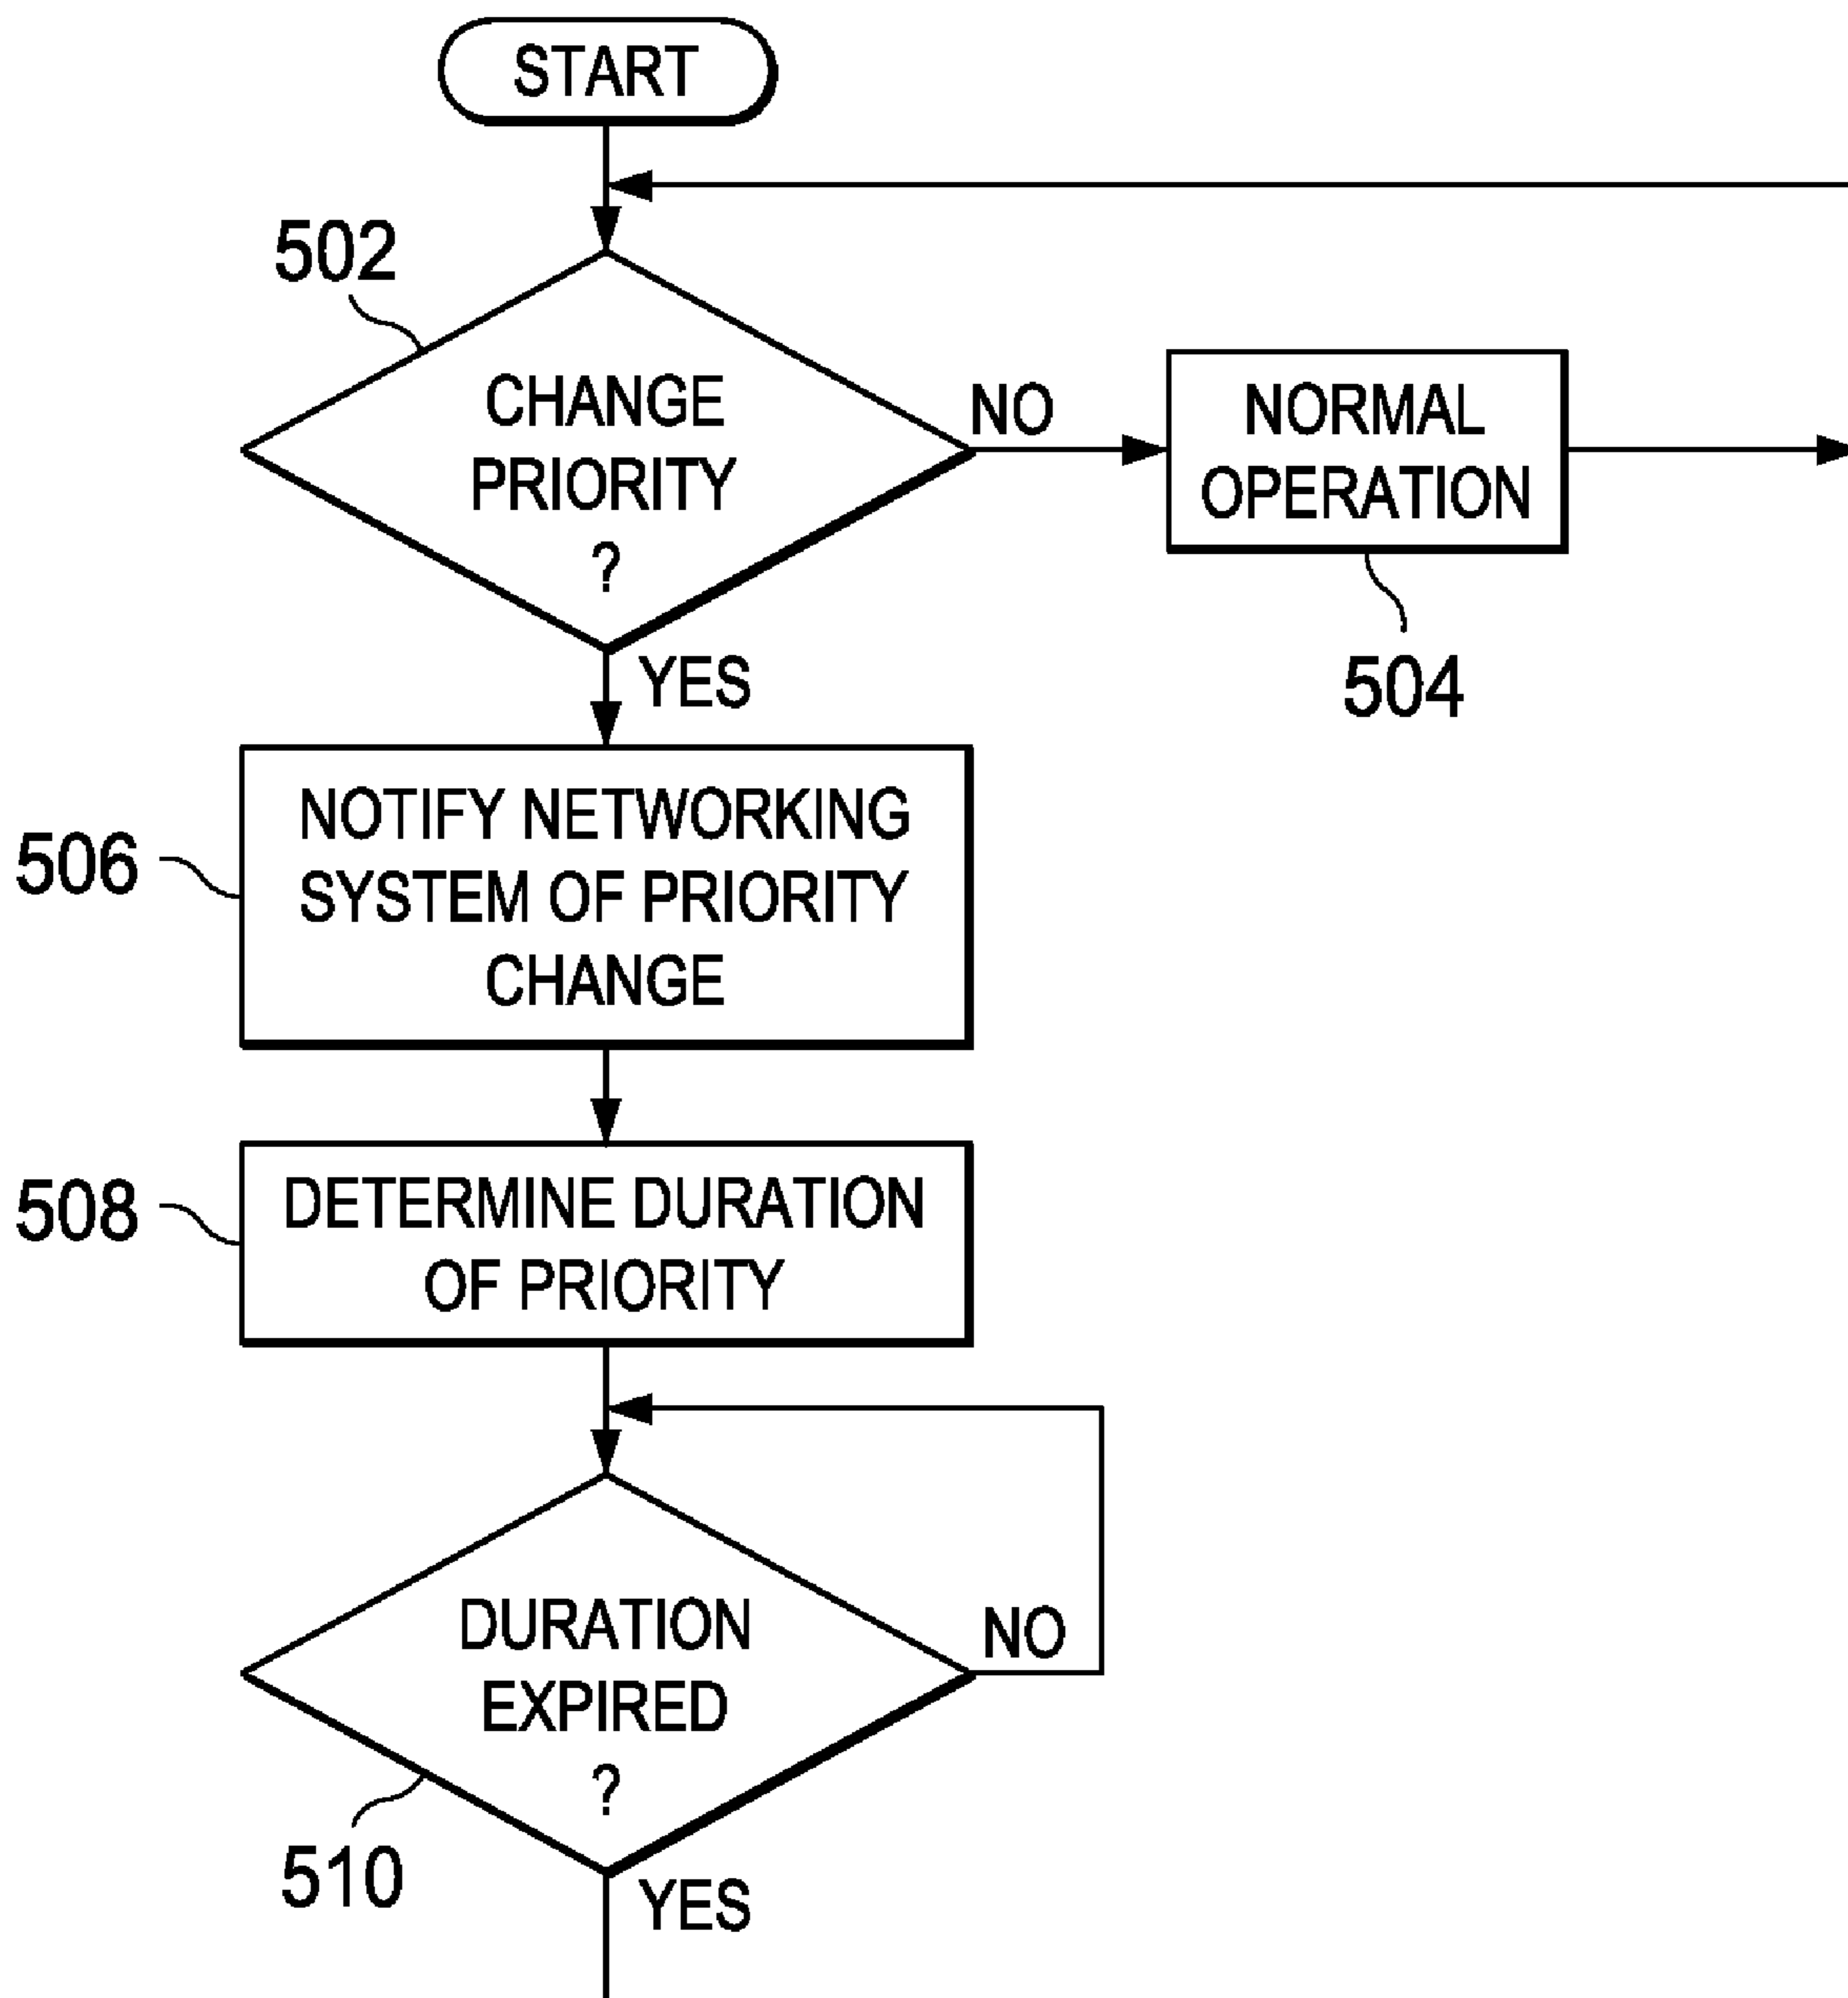 START
502
CHANGE
PRIORITY
?
NO
NORMAL
OPERATION
504
YES
506
NOTIFY NETWORKING
SYSTEM OF PRIORITY
CHANGE
508
DETERMINE DURATION
OF PRIORITY
DURATION
EXPIRED
?
NO
510
YES